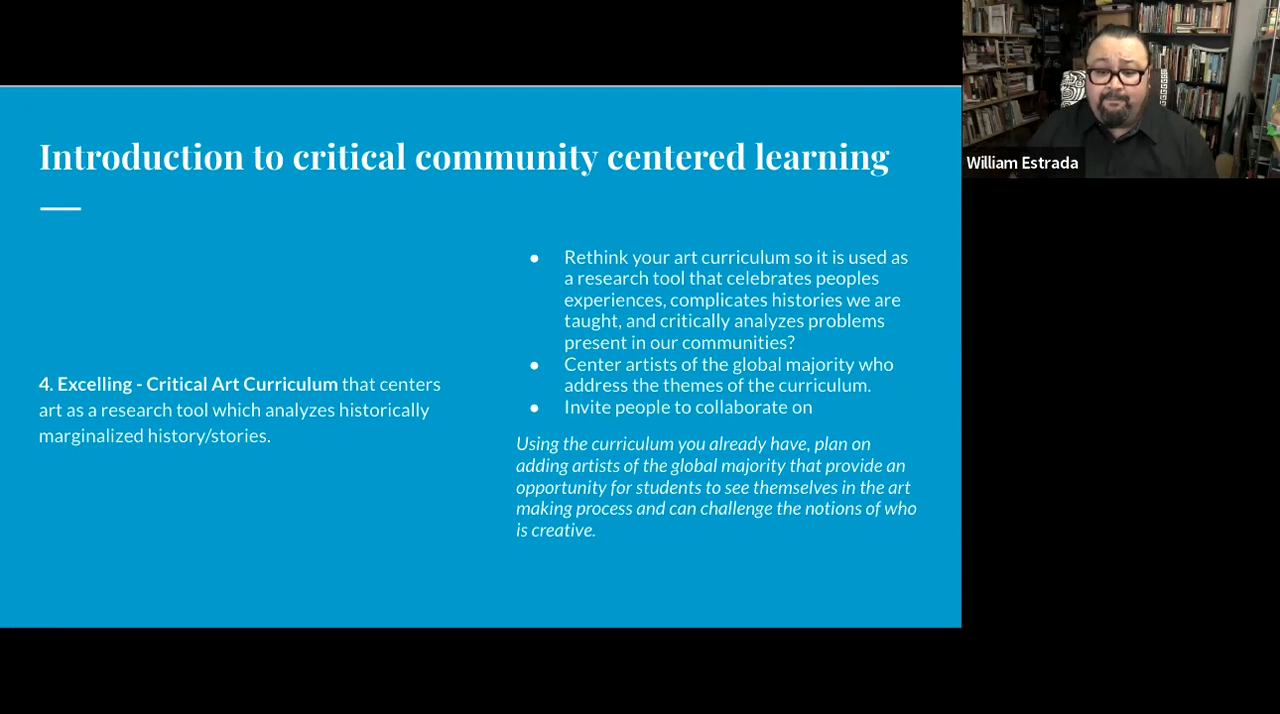 Introduction to critical community centered learning
4. Excelling - Critical Art Curriculum that centers
art as a research tool which analyzes historically
marginalized history/stories.
● Rethink your art curriculum so it is used as
a research tool that celebrates peoples
experiences, complicates histories we are
taught, and critically analyzes problems
present in our communities?
● Center artists of the global majority who
address the themes of the curriculum.
● Invite people to collaborate on
Using the curriculum you already have, plan on
adding artists of the global majority that provide an
opportunity for students to see themselves in the art
making process and can challenge the notions of who
is creative.
William Estrada